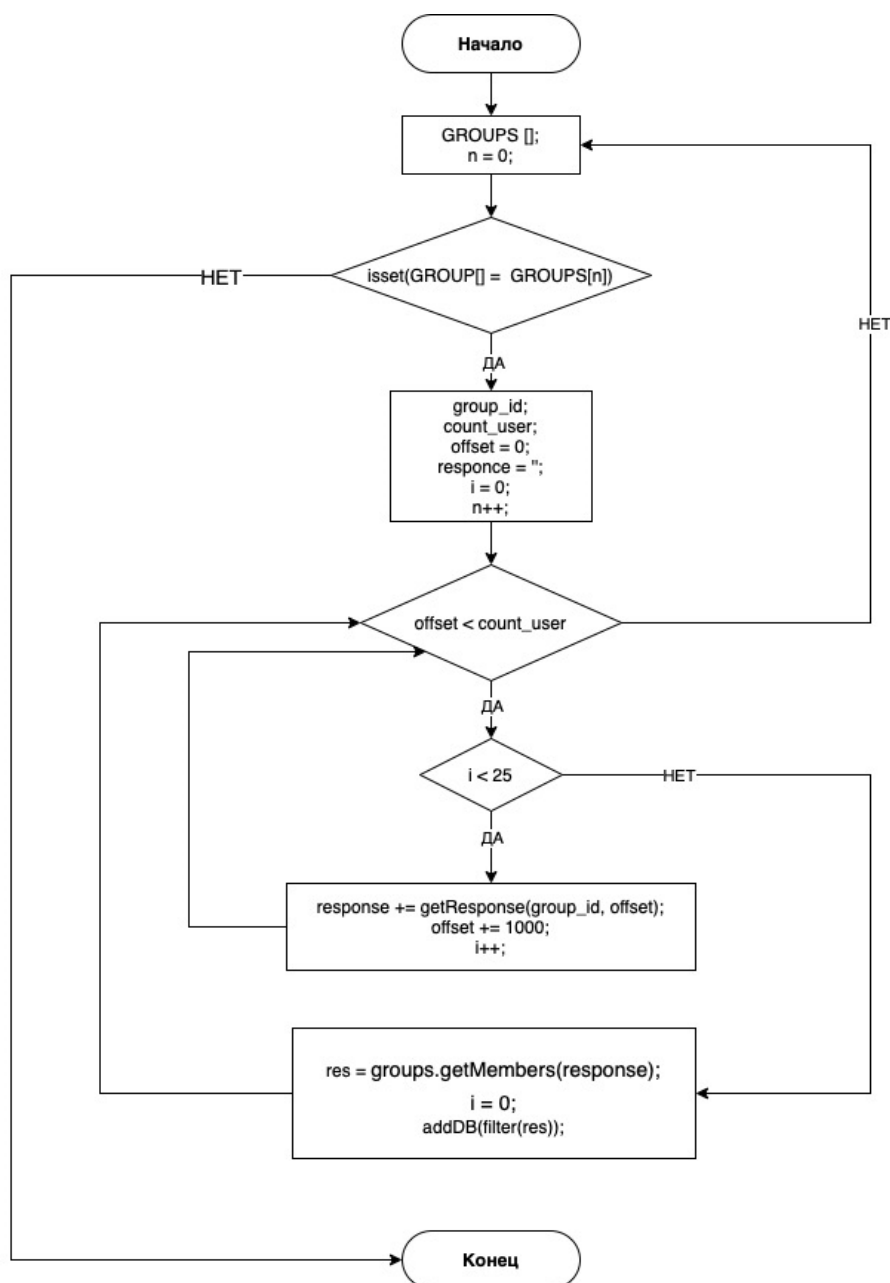 Начало
GROUPS [];
n = 0;
isset(GROUP[] = GROUPS[n])
НЕТ
НЕТ
ДА
group_id;
count_user;
offset = 0;
responce = '';
i = 0;
n++;
offset < count_user
ДА
i < 25
НЕТ
ДА
response += getResponse(group_id, offset);
offset += 1000;
i++;
res = groups.getMembers(response);
i = 0;
addDB(filter(res));
Конец